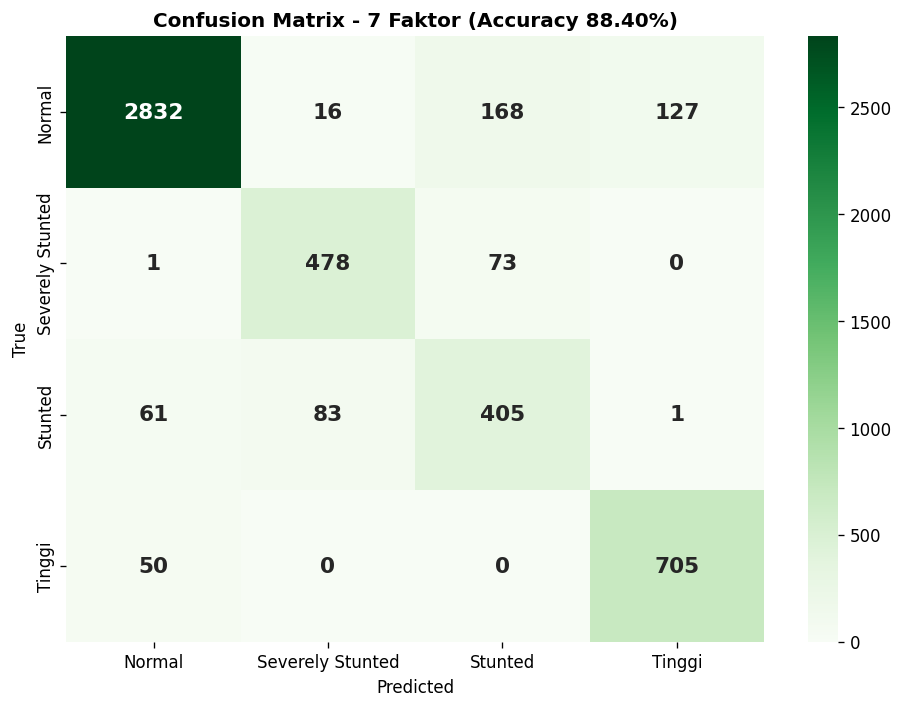 Confusion Matrix - 7 Faktor (Accuracy 88.40%)
True
Normal
2832 16 168 127
Severely Stunted
1 478 73 0
Stunted
61 83 405 1
Tinggi
50 0 0 705
Normal Severely Stunted Stunted Tinggi
Predicted
2500
2000
1500
1000
500
0